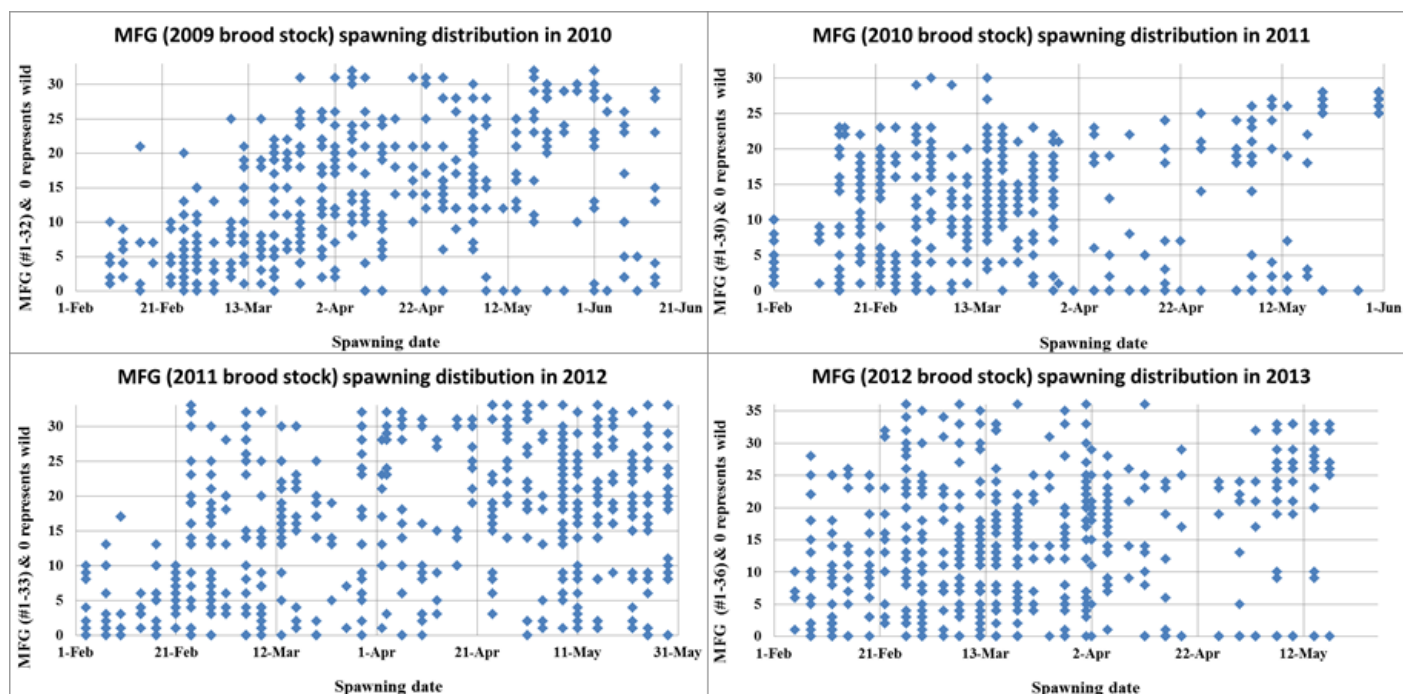 MFG (2009 brood stock) spawning distribution in 2010
MFG (#1-32) & 0 represents wild
30
25
20
15
10
5
0
1-Feb 21-Feb 13-Mar 2-Apr 22-Apr 12-May 1-Jun 21-Jun
Spawning date
MFG (2010 brood stock) spawning distribution in 2011
MFG (#1-30) & 0 represents wild
30
25
20
15
10
5
0
1-Feb 21-Feb 13-Mar 2-Apr 22-Apr 12-May 1-Jun
Spawning date
MFG (2011 brood stock) spawning distibution in 2012
MFG (#1-33) & 0 represents wild
30
25
20
15
10
5
0
1-Feb 21-Feb 12-Mar 1-Apr 21-Apr 11-May 31-May
Spawning date
MFG (2012 brood stock) spawning distribution in 2013
MFG (#1-36) & 0 represents wild
35
30
25
20
15
10
5
0
1-Feb 21-Feb 13-Mar 2-Apr 22-Apr 12-May
Spawning date